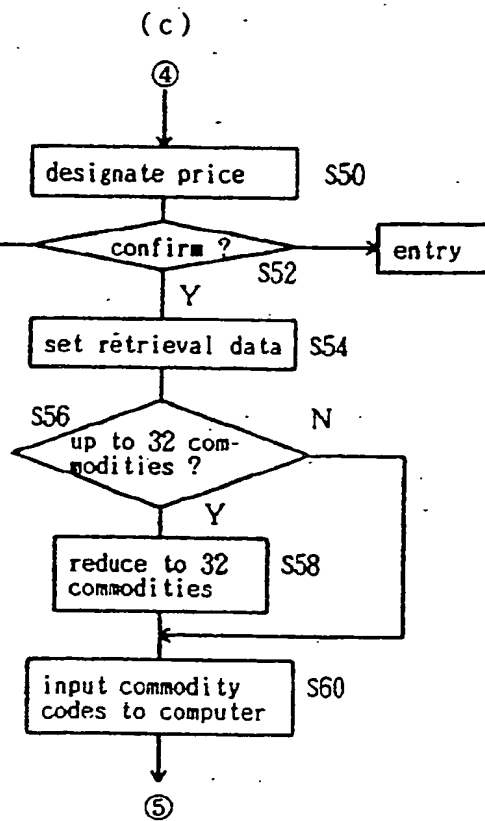 (c)
④
designate price
S50
confirm ?
entry
S52
Y
set retrieval data
S54
S56
N
up to 32 com-
modities ?
Y
reduce to 32
commodities
S58
input commodity
codes to computer
S60
⑤